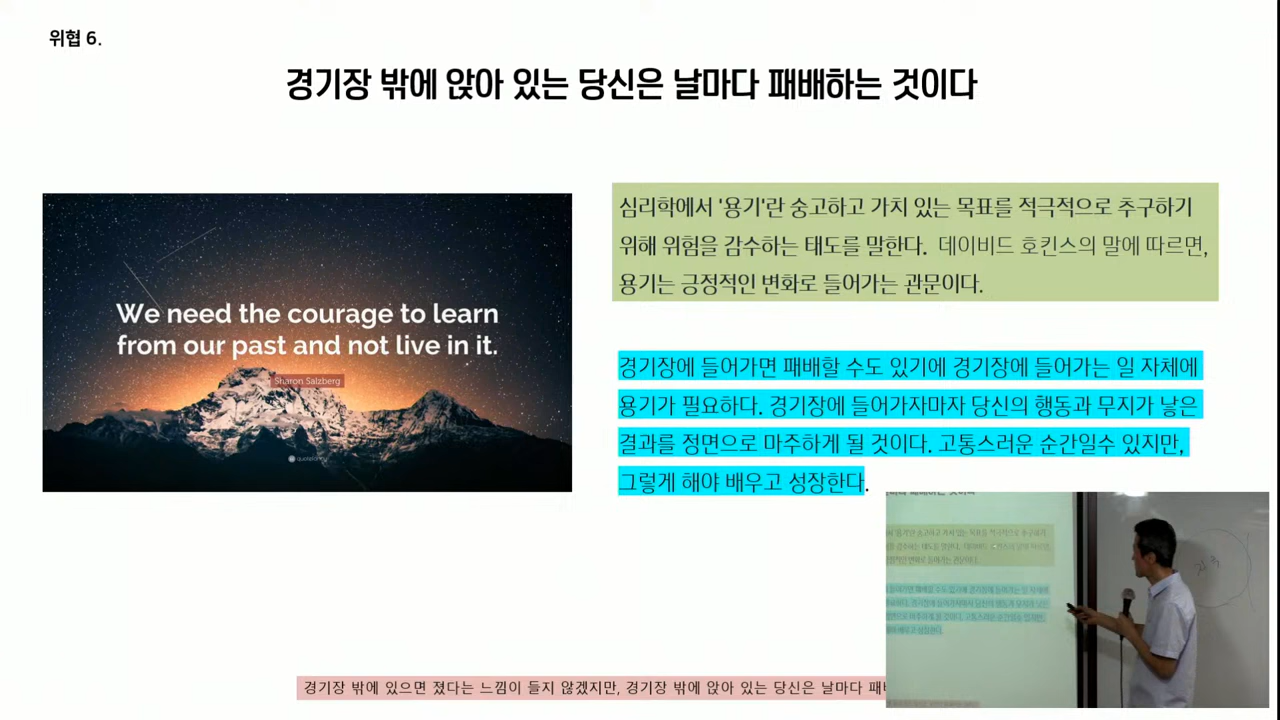 위협 6.
경기장 밖에 앉아 있는 당신은 날마다 패배하는 것이다
We need the courage to learn
from our past and not live in it.
Sharon Salzberg
심리학에서 '용기'란 숭고하고 가치 있는 목표를 적극적으로 추구하기
위해 위험을 감수하는 태도를 말한다. 데이비드 호킨스의 말에 따르면,
용기는 긍정적인 변화로 들어가는 관문이다.
경기장에 들어가면 패배할 수도 있기에 경기장에 들어가는 일 자체에
용기가 필요하다. 경기장에 들어가자마자 당신의 행동과 무지가 낳은
결과를 정면으로 마주하게 될 것이다. 고통스러운 순간일수 있지만,
그렇게 해야 배우고 성장한다.
경기장 밖에 있으면 졌다는 느낌이 들지 않겠지만, 경기장 밖에 앉아 있는 당신은 날마다